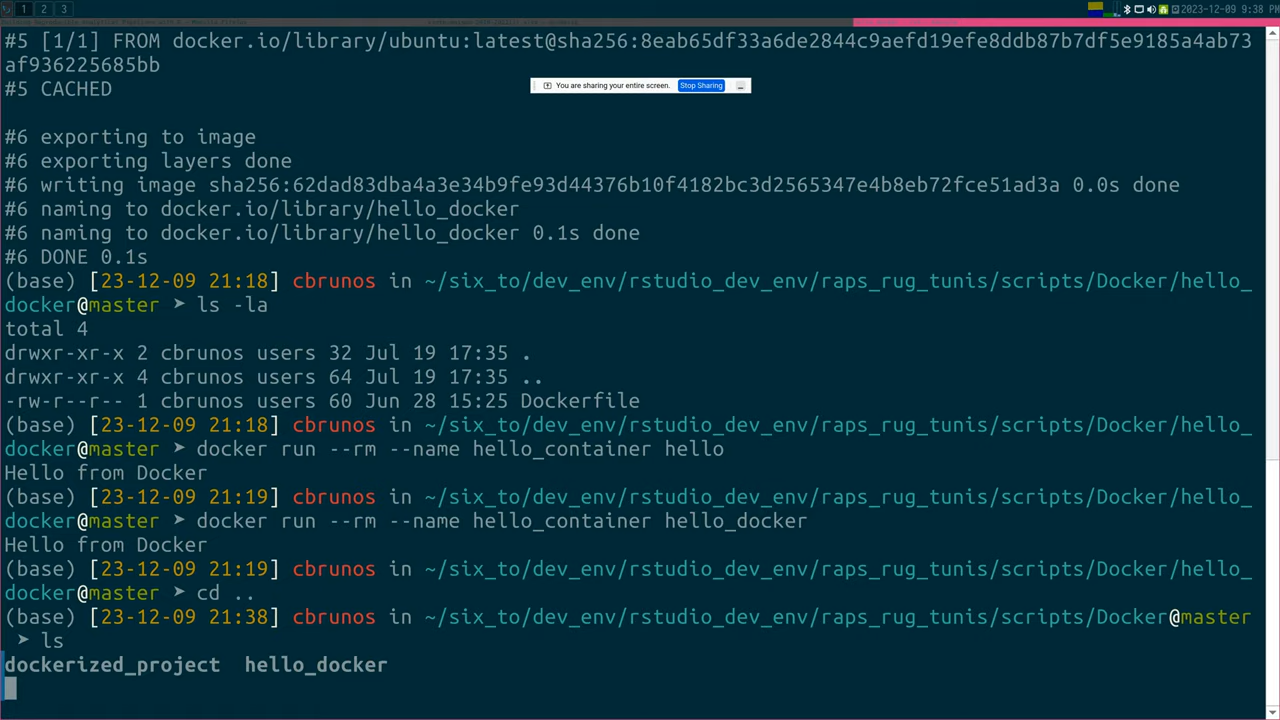 1 2 3 2023-12-09 9:38 PM
#5 [1/1] FROM docker.io/library/ubuntu:latest@sha256:8eab65df33a6de2844c9aefd19efe8ddb87b7df5e9185a4ab73
af936225685bb
#5 CACHED
You are sharing your entire screen. Stop Sharing
#6 exporting to image
#6 exporting layers done
#6 writing image sha256:62dad83dba4a3e34b9fe93d44376b10f4182bc3d2565347e4b8eb72fce51ad3a 0.0s done
#6 naming to docker.io/library/hello_docker
#6 naming to docker.io/library/hello_docker 0.1s done
#6 DONE 0.1s
(base) [23-12-09 21:18] cbrunos in ~/six_to/dev_env/rstudio_dev_env/raps_rug_tunis/scripts/Docker/hello_
docker@master ➤ ls -la
total 4
drwxr-xr-x 2 cbrunos users 32 Jul 19 17:35 .
drwxr-xr-x 4 cbrunos users 64 Jul 19 17:35 ..
-rw-r--r-- 1 cbrunos users 60 Jun 28 15:25 Dockerfile
(base) [23-12-09 21:18] cbrunos in ~/six_to/dev_env/rstudio_dev_env/raps_rug_tunis/scripts/Docker/hello_
docker@master ➤ docker run --rm --name hello_container hello
Hello from Docker
(base) [23-12-09 21:19] cbrunos in ~/six_to/dev_env/rstudio_dev_env/raps_rug_tunis/scripts/Docker/hello_
docker@master ➤ docker run --rm --name hello_container hello_docker
Hello from Docker
(base) [23-12-09 21:19] cbrunos in ~/six_to/dev_env/rstudio_dev_env/raps_rug_tunis/scripts/Docker/hello_
docker@master ➤ cd ..
(base) [23-12-09 21:38] cbrunos in ~/six_to/dev_env/rstudio_dev_env/raps_rug_tunis/scripts/Docker@master
➤ ls
dockerized_project hello_docker